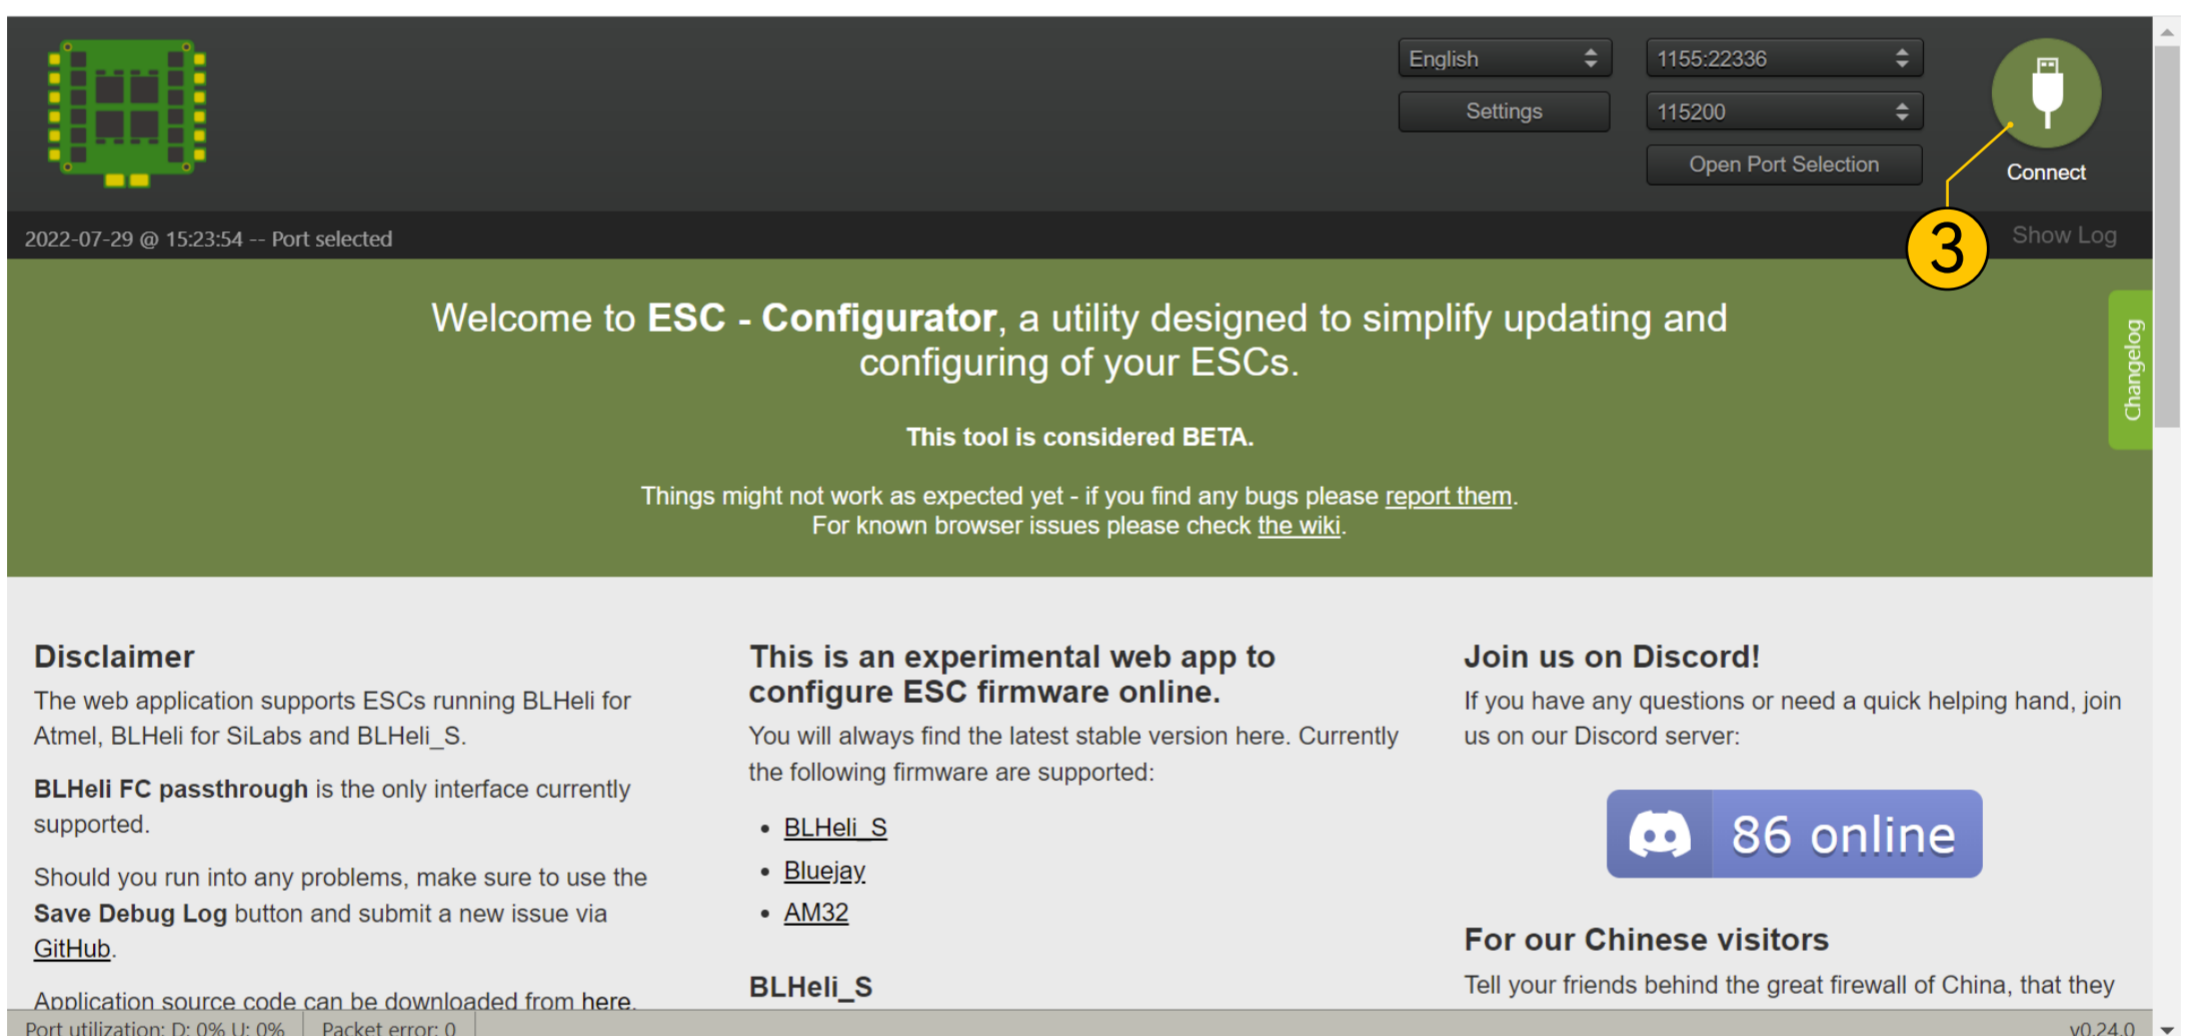 English
1155:22336
Settings
115200
Open Port Selection
Connect
3
2022-07-29 @ 15:23:54 -- Port selected
Show Log
Welcome to ESC - Configurator, a utility designed to simplify updating and
configuring of your ESCs.
This tool is considered BETA.
Things might not work as expected yet - if you find any bugs please report them.
For known browser issues please check the wiki.
Changelog
Disclaimer
The web application supports ESCs running BLHeli for
Atmel, BLHeli for SiLabs and BLHeli_S.
BLHeli FC passthrough is the only interface currently
supported.
Should you run into any problems, make sure to use the
Save Debug Log button and submit a new issue via
GitHub.
Application source code can be downloaded from here.
This is an experimental web app to
configure ESC firmware online.
You will always find the latest stable version here. Currently
the following firmware are supported:
• BLHeli_S
• Bluejay
• AM32
BLHeli_S
Join us on Discord!
If you have any questions or need a quick helping hand, join
us on our Discord server:
86 online
For our Chinese visitors
Tell your friends behind the great firewall of China, that they
Port utilization: D: 0% U: 0%
Packet error: 0
v0.24.0